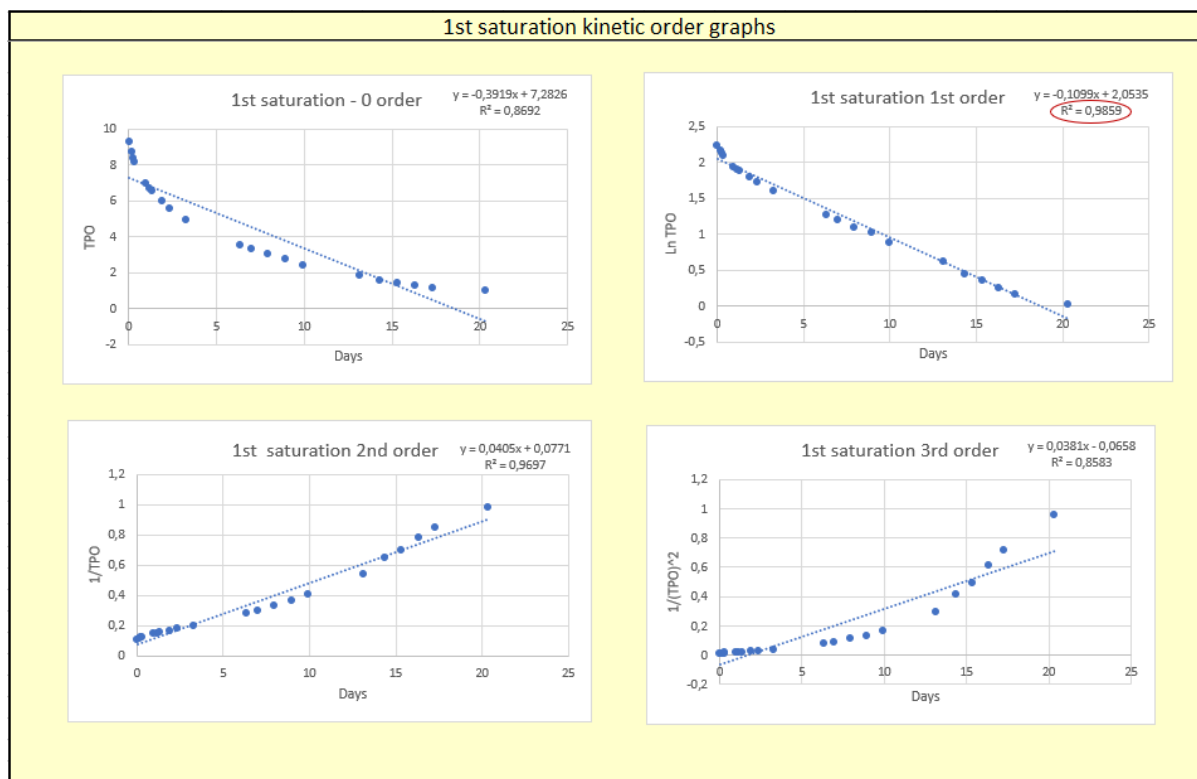 1st saturation kinetic order graphs
1st saturation - 0 order
y = -0,3919x + 7,2826
R² = 0,8692
10
8
6
4
2
0
-2
0
5
10
15
20
25
TPO
Days
1st saturation 1st order
y = -0,1099x + 2,0535
R² = 0,9859
2,5
2
1,5
1
0,5
0
-0,5
0
5
10
15
20
25
Ln TPO
Days
1st  saturation 2nd order
y = 0,0405x + 0,0771
R² = 0,9697
1,2
1
0,8
0,6
0,4
0,2
0
0
5
10
15
20
25
1/TPO
Days
1st saturation 3rd order
y = 0,0381x - 0,0658
R² = 0,8583
1,2
1
0,8
0,6
0,4
0,2
0
-0,2
0
5
10
15
20
25
1/(TPO)^2
Days